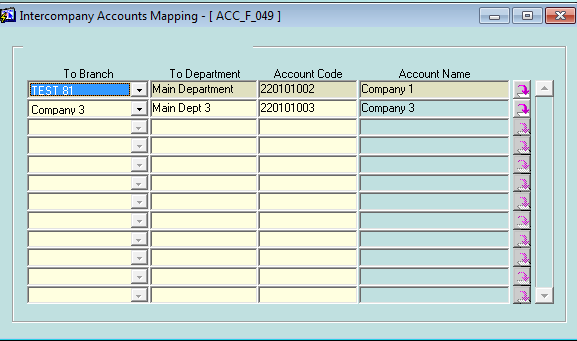 Intercompany Accounts Mapping - [ ACC_F_049 ]
To Branch To Department Account Code Account Name
TEST 81 Main Department 220101002 Company 1
Company 3 Main Dept 3 220101003 Company 3